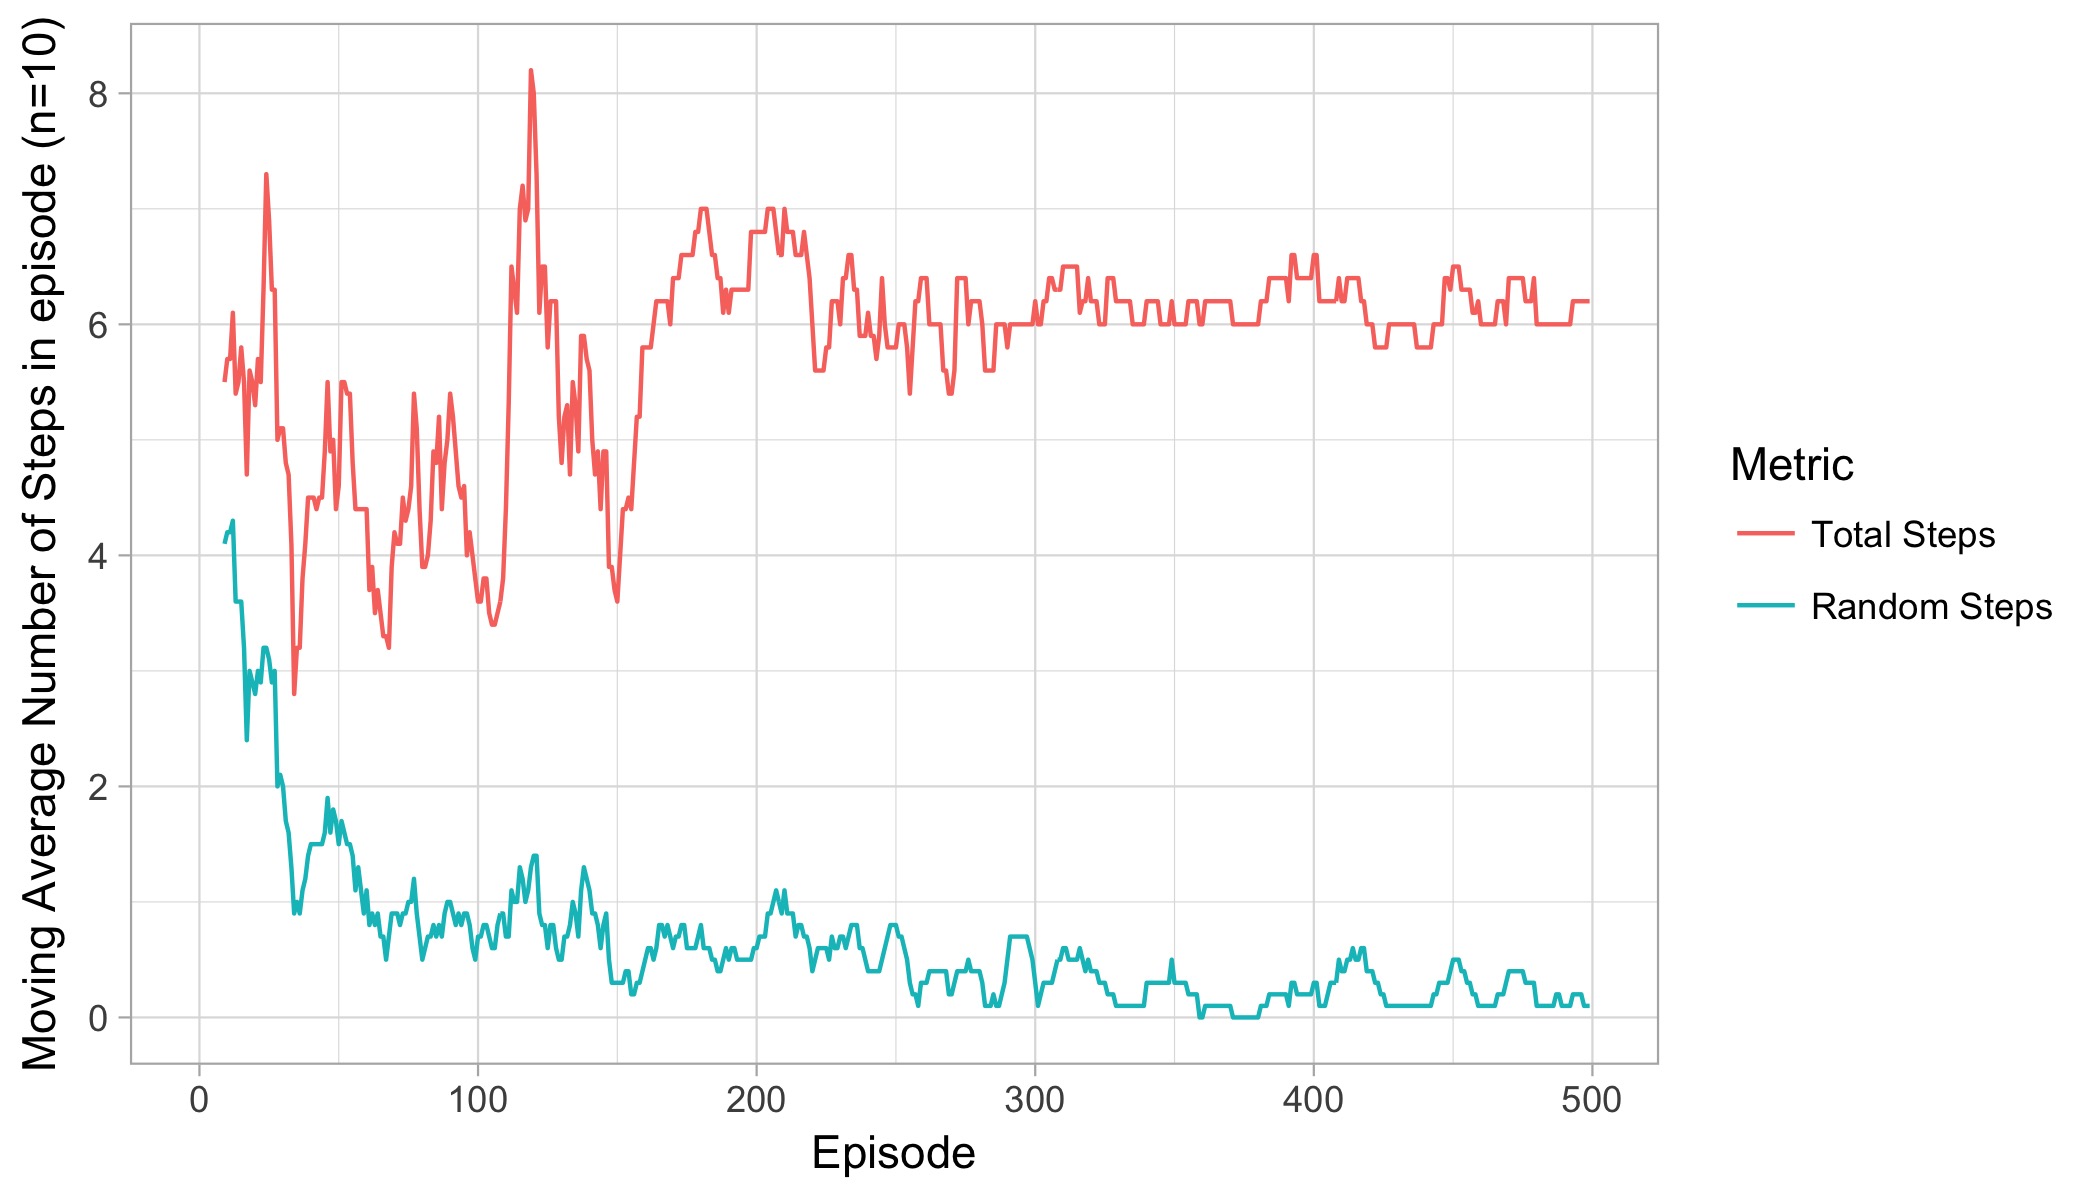 Moving Average Number of Steps in episode (n=10)
8
6
4
2
0
0 100 200 300 400 500
Episode
Metric
Total Steps
Random Steps